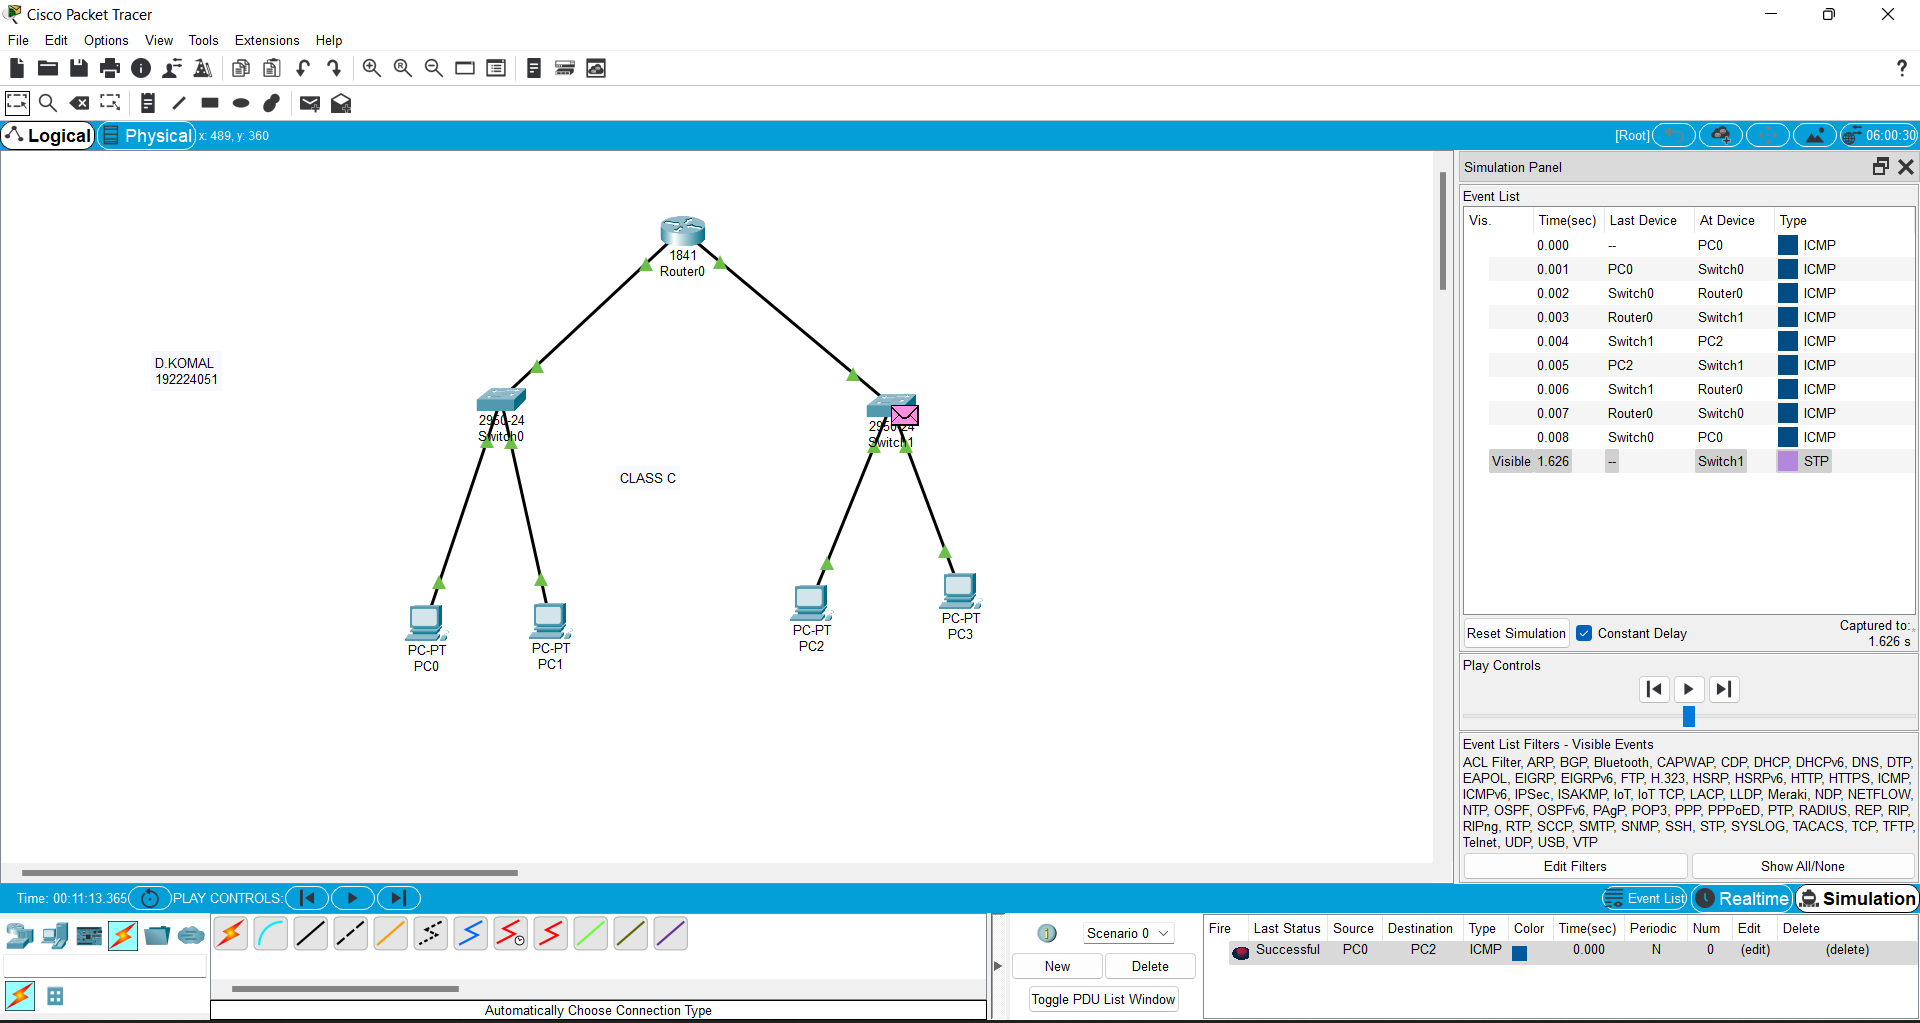 Cisco Packet Tracer
File Edit Options View Tools Extensions Help
Logical Physical x: 489, y: 360 [Root] 06:00:30
1841
Router0
D.KOMAL
192224051
2950-24
Switch0
2950-24
Switch1
CLASS C
PC-PT
PC0
PC-PT
PC1
PC-PT
PC2
PC-PT
PC3
Simulation Panel
Event List
Vis. Time(sec) Last Device At Device Type
0.000 -- PC0 ICMP
0.001 PC0 Switch0 ICMP
0.002 Switch0 Router0 ICMP
0.003 Router0 Switch1 ICMP
0.004 Switch1 PC2 ICMP
0.005 PC2 Switch1 ICMP
0.006 Switch1 Router0 ICMP
0.007 Router0 Switch0 ICMP
0.008 Switch0 PC0 ICMP
Visible 1.626 -- Switch1 STP
Reset Simulation Constant Delay Captured to:
1.626 s
Play Controls
Event List Filters - Visible Events
ACL Filter, ARP, BGP, Bluetooth, CAPWAP, CDP, DHCP, DHCPv6, DNS, DTP,
EAPOL, EIGRP, EIGRPv6, FTP, H.323, HSRP, HSRPv6, HTTP, HTTPS, ICMP,
ICMPv6, IPSec, ISAKMP, IoT, IoT TCP, LACP, LLDP, Meraki, NDP, NETFLOW,
NTP, OSPF, OSPFv6, PAgP, POP3, PPP, PPPoED, PTP, RADIUS, REP, RIP,
RIPng, RTP, SCCP, SMTP, SNMP, SSH, STP, SYSLOG, TACACS, TCP, TFTP,
Telnet, UDP, USB, VTP
Edit Filters Show All/None
Time: 00:11:13.365 PLAY CONTROLS: Event List Realtime Simulation
Automatically Choose Connection Type
Scenario 0
New Delete
Toggle PDU List Window
Fire Last Status Source Destination Type Color Time(sec) Periodic Num Edit Delete
Successful PC0 PC2 ICMP 0.000 N 0 (edit) (delete)